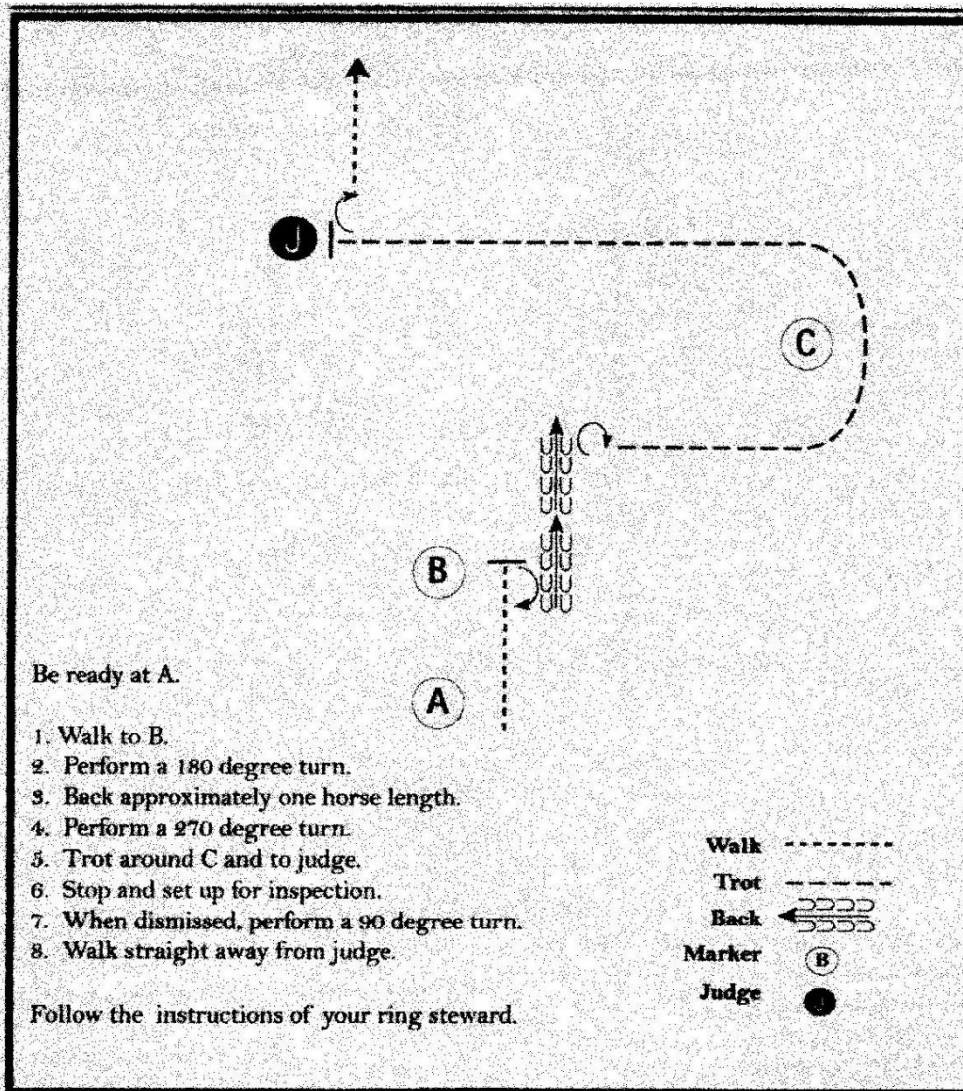 J
C
B
A
Be ready at A.
1. Walk to B.
2. Perform a 180 degree turn.
3. Back approximately one horse length.
4. Perform a 270 degree turn.
5. Trot around C and to judge.
6. Stop and set up for inspection.
7. When dismissed, perform a 90 degree turn.
8. Walk straight away from judge.
Follow the instructions of your ring steward.
Walk
Trot
Back
Marker B
Judge J